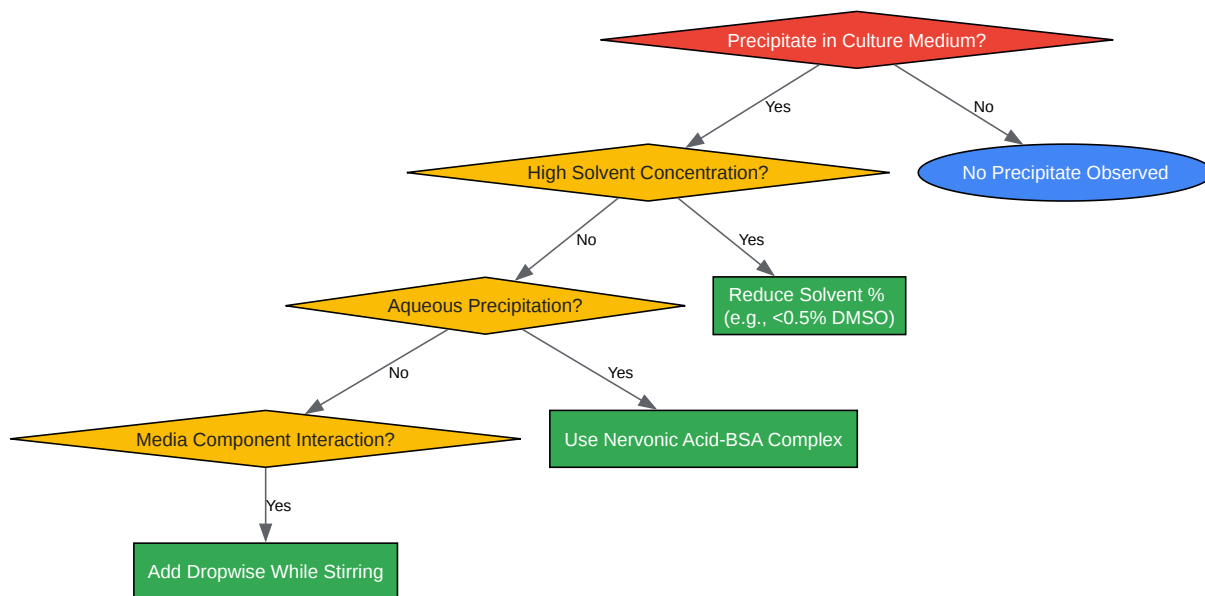 Precipitate in Culture Medium?
Yes
No
High Solvent Concentration?
No Precipitate Observed
No
Yes
Aqueous Precipitation?
Reduce Solvent %
(e.g., <0.5% DMSO)
No
Yes
Media Component Interaction?
Use Nervonic Acid-BSA Complex
Yes
Add Dropwise While Stirring